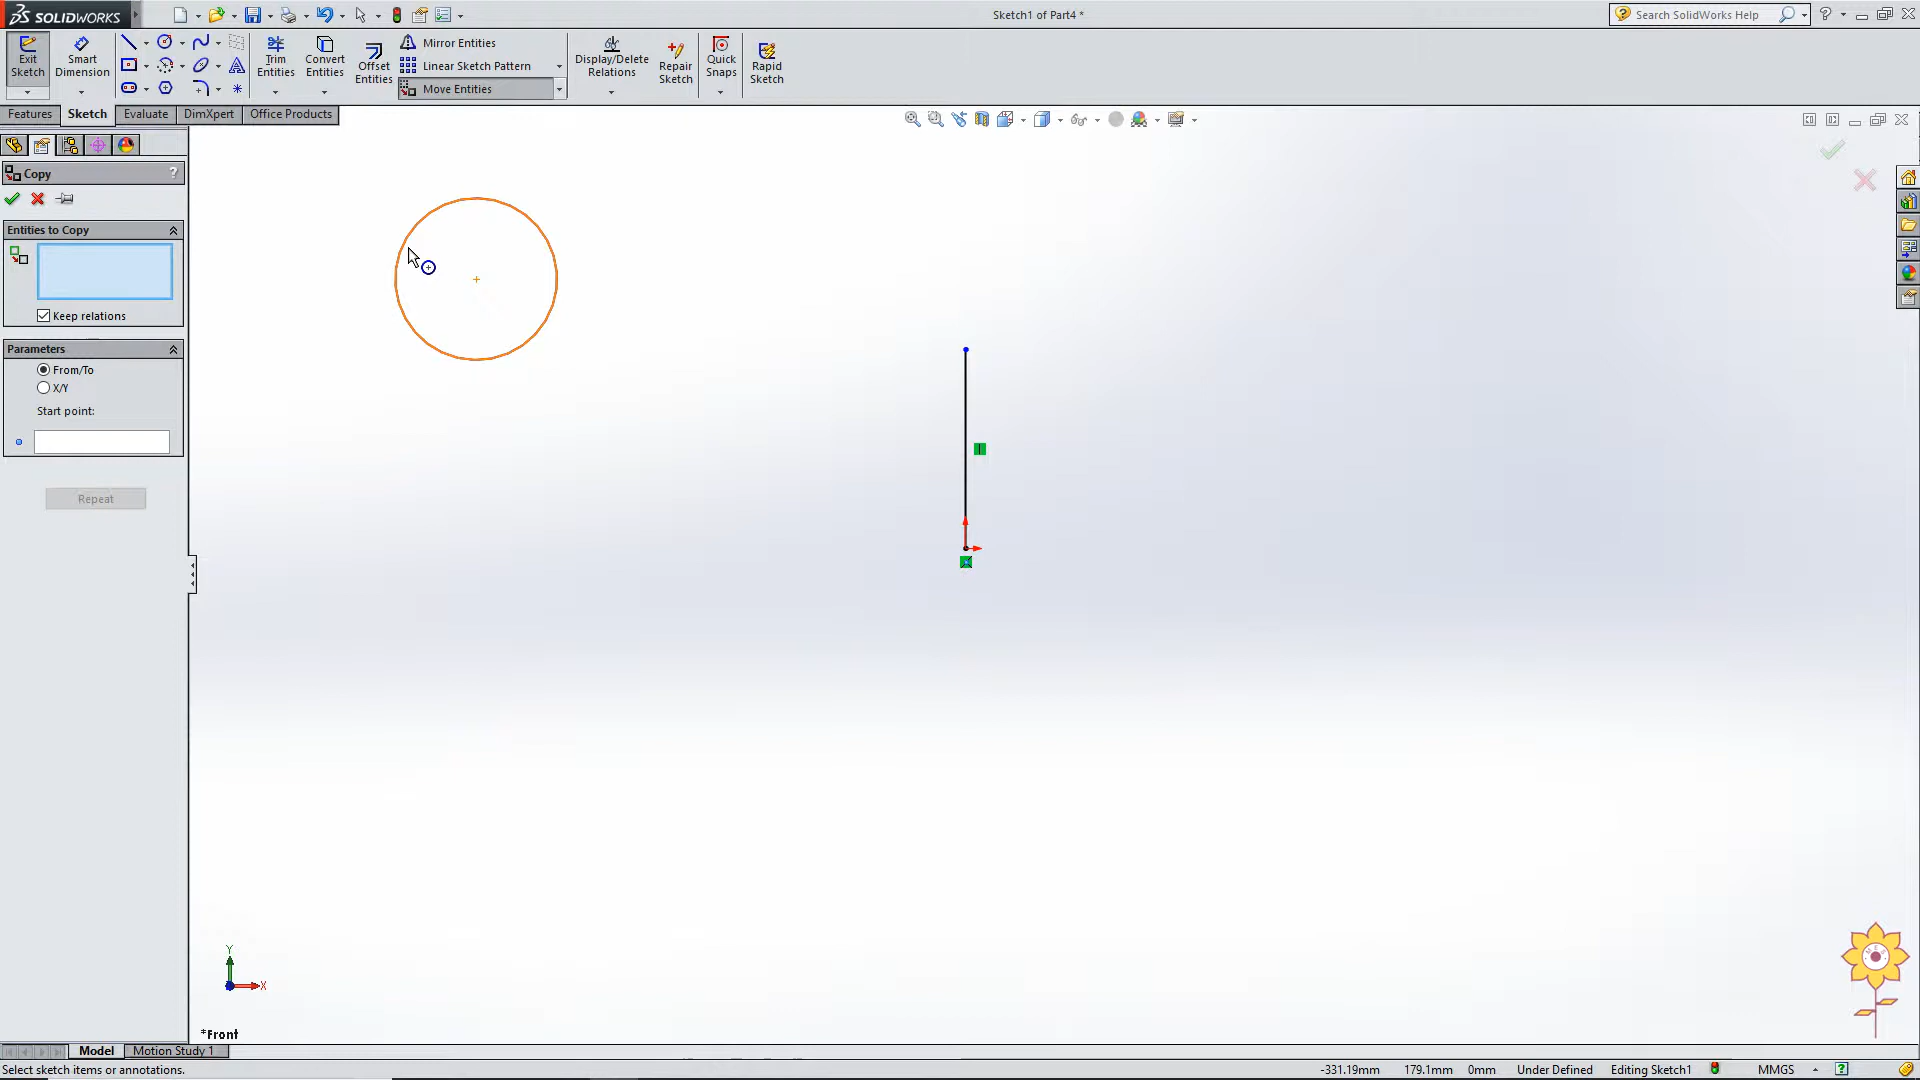 SOLIDWORKS
Sketch1 of Part4 *
Search SolidWorks Help
Exit Sketch
Smart Dimension
Trim Entities
Convert Entities
Offset Entities
Mirror Entities
Linear Sketch Pattern
Move Entities
Display/Delete Relations
Repair Sketch
Quick Snaps
Rapid Sketch
Features
Sketch
Evaluate
DimXpert
Office Products
Copy
?
Entities to Copy
Keep relations
Parameters
From/To
X/Y
Start point:
Repeat
Y
X
*Front
Model
Motion Study 1
Select sketch items or annotations.
-331.19mm
179.1mm
0mm
Under Defined
Editing Sketch1
MMGS